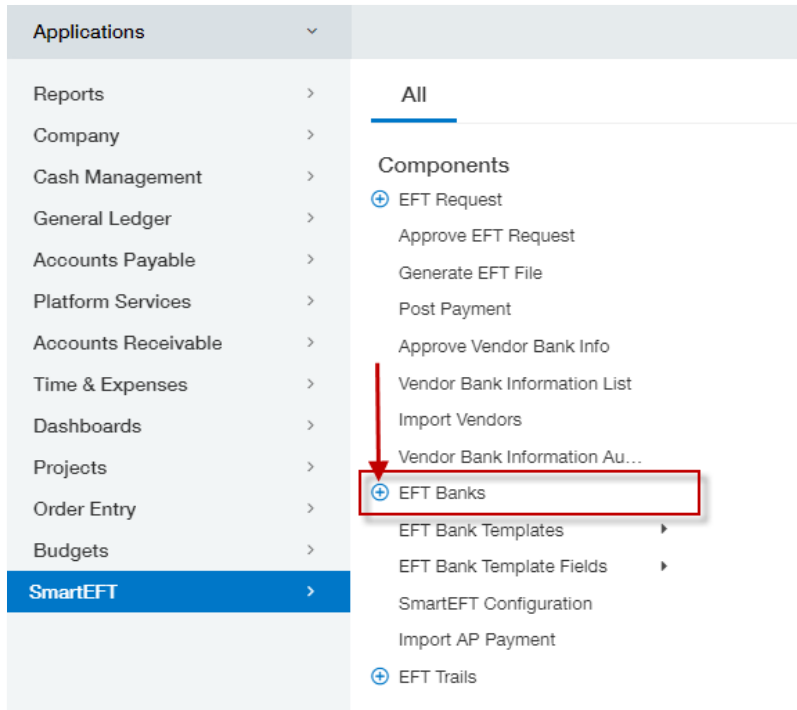 Applications
Reports
Company
Cash Management
General Ledger
Accounts Payable
Platform Services
Accounts Receivable
Time & Expenses
Dashboards
Projects
Order Entry
Budgets
SmartEFT
All
Components
EFT Request
Approve EFT Request
Generate EFT File
Post Payment
Approve Vendor Bank Info
Vendor Bank Information List
Import Vendors
Vendor Bank Information Au...
EFT Banks
EFT Bank Templates
EFT Bank Template Fields
SmartEFT Configuration
Import AP Payment
EFT Trails